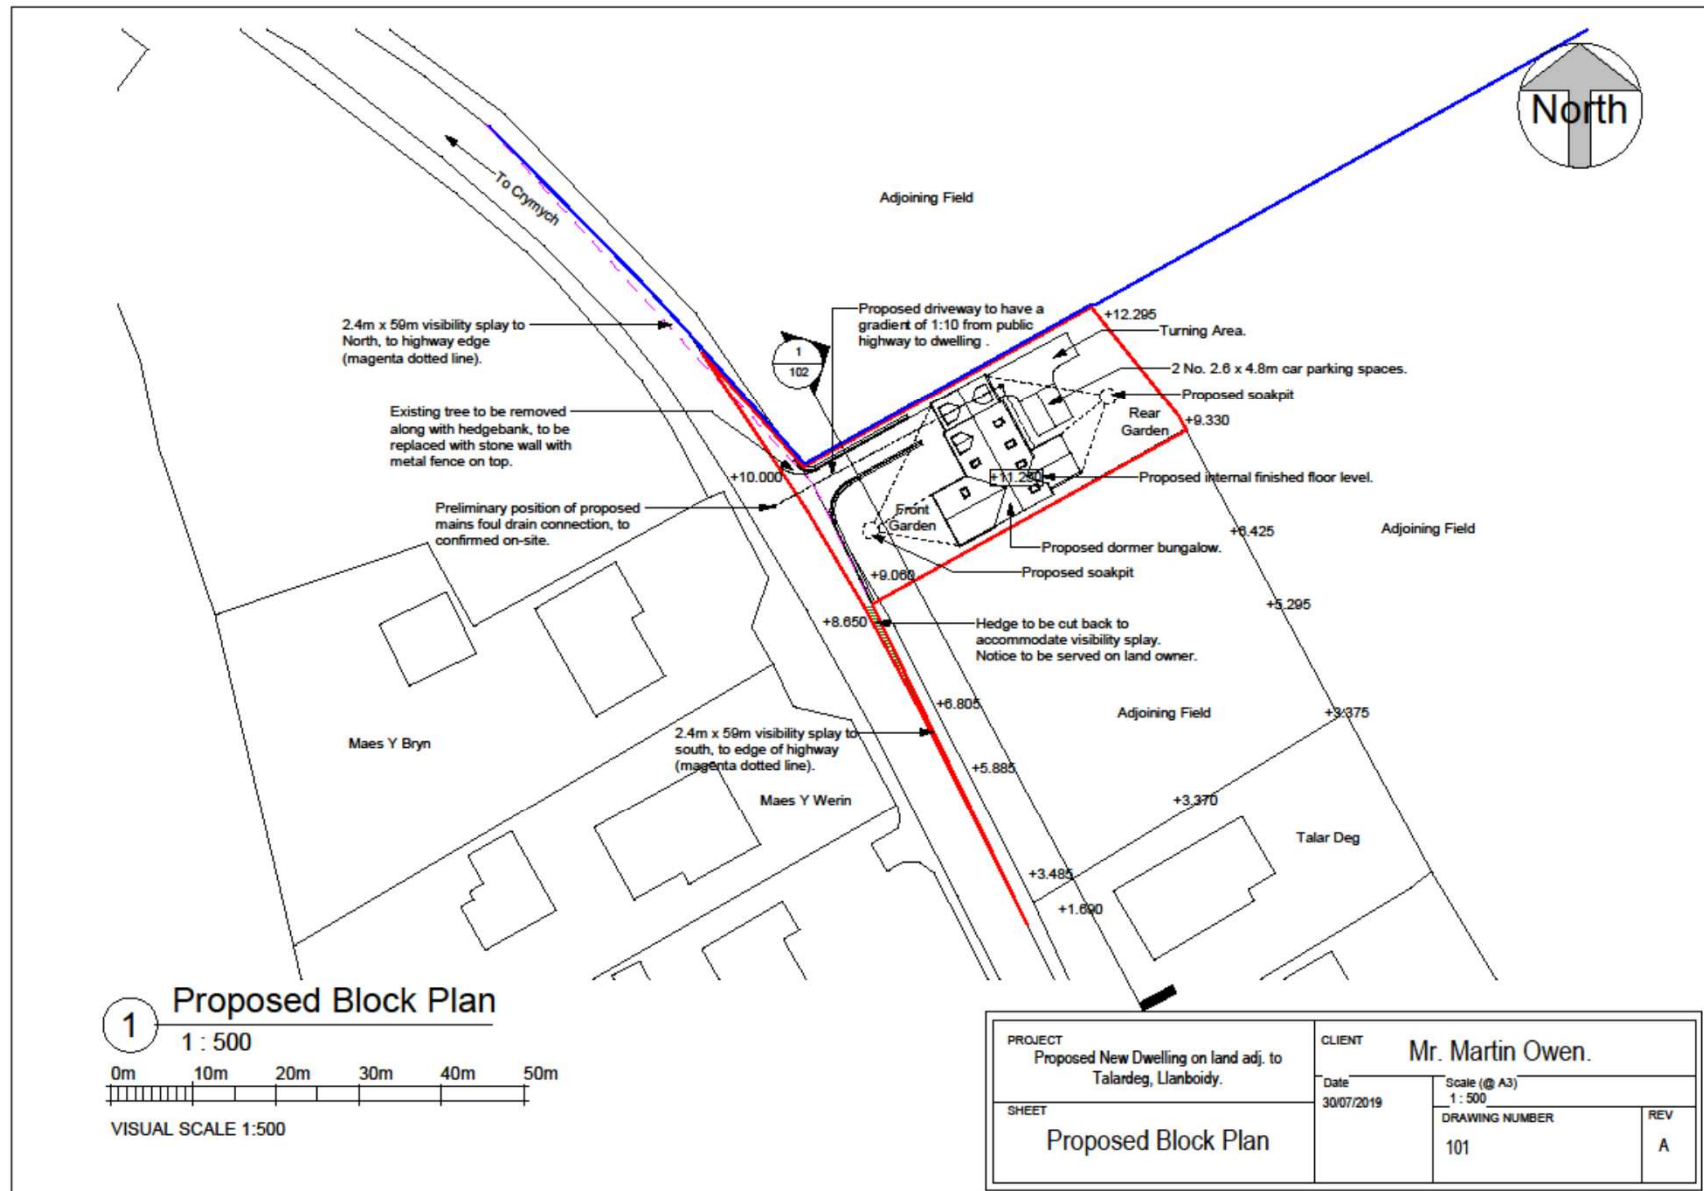 North
To Crymych
Adjoining Field
2.4m x 59m visibility splay to
North, to highway edge
(magenta dotted line).
Proposed driveway to have a
gradient of 1:10 from public
highway to dwelling .
1
102
+12.295
Turning Area.
2 No. 2.6 x 4.8m car parking spaces.
Proposed soakpit
Existing tree to be removed
along with hedgebank, to be
replaced with stone wall with
metal fence on top.
Rear
Garden
+9.330
+10.000
+11.250
Proposed internal finished floor level.
Preliminary position of proposed
mains foul drain connection, to
confirmed on-site.
Front
Garden
Adjoining Field
+6.425
Proposed dormer bungalow.
Proposed soakpit
+9.060
+5.295
+8.650
Hedge to be cut back to
accommodate visibility splay.
Notice to be served on land owner.
+6.805
Adjoining Field
+3.375
Maes Y Bryn
2.4m x 59m visibility splay to
south, to edge of highway
(magenta dotted line).
+5.885
Maes Y Werin
+3.370
Talar Deg
+3.485
+1.690
1
Proposed Block Plan
1 : 500
0m 10m 20m 30m 40m 50m
VISUAL SCALE 1:500
PROJECT
Proposed New Dwelling on land adj. to
Talardeg, Llanboidy.
CLIENT
Mr. Martin Owen.
Date
30/07/2019
Scale (@ A3)
1 : 500
SHEET
Proposed Block Plan
DRAWING NUMBER
101
REV
A